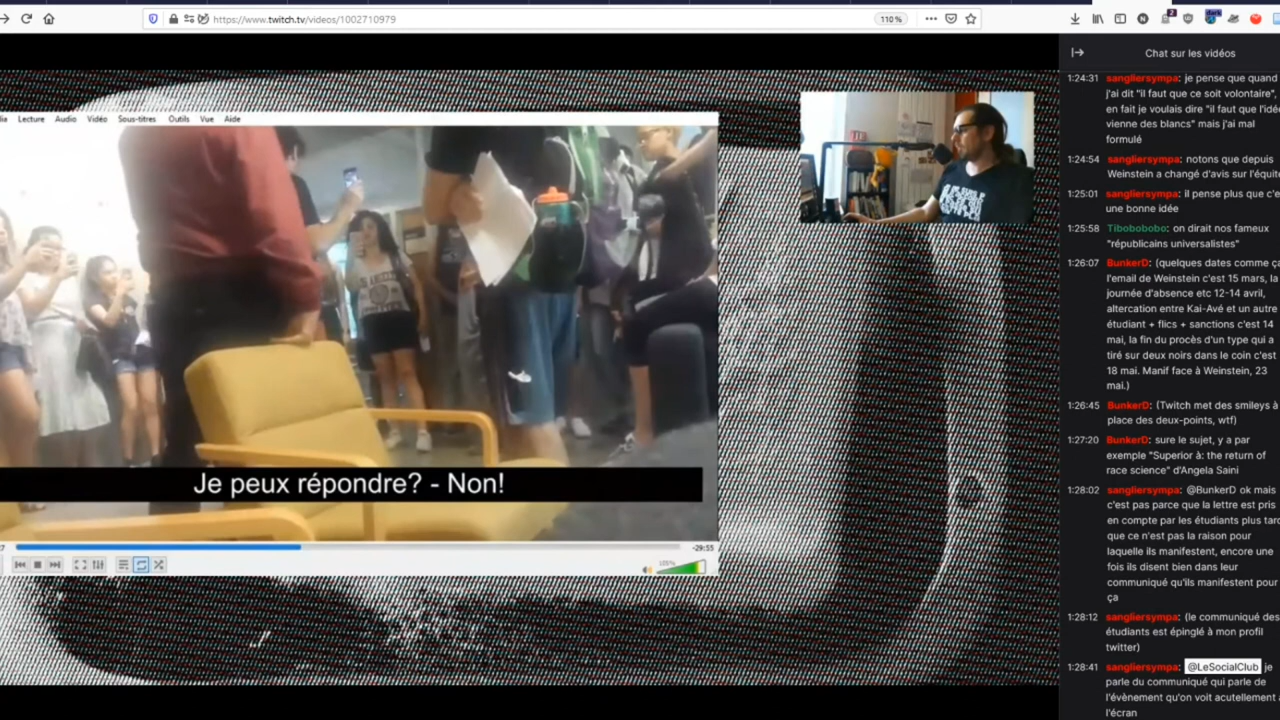 https://www.twitch.tv/videos/1002710979
110 %
Chat sur les vidéos
Lecture Audio Vidéo Sous-titres Outils Vue Aide
Je peux répondre? - Non!
-29:55
1:24:31 sangliersympa: je pense que quand
j'ai dit "il faut que ce soit volontaire",
en fait je voulais dire "il faut que
vienne des blancs" mais j'ai mal
formulé
1:24:54 sangliersympa: notons que depuis
Weinstein a changé d'avis sur
1:25:01 sangliersympa: il pense plus que
une bonne idée
1:25:58 Tibobobobo: on dirait nos fameux
"républicains universalistes"
1:26:07 BunkerD: (quelques dates comme
l'email de Weinstein c'est 15 mars, la
journée d'absence etc 12-14 avril,
altercation entre Kai-Avé et un autre
étudiant + flics + sanctions c'est 14
mai, la fin du procès d'un type qui a
tiré sur deux noirs dans le coin c'est
18 mai. Manif face à Weinstein, 23
mai.)
1:26:45 BunkerD: (Twitch met des smileys à
place des deux-points, wtf)
1:27:20 BunkerD: sure le sujet, y a par
exemple "Superior à: the return of
race science" d'Angela Saini
1:28:02 sangliersympa: @BunkerD ok mais
c'est pas parce que la lettre est pris
en compte par les étudiants plus
que ce n'est pas la raison pour
laquelle ils manifestent, encore une
fois ils disent bien dans leur
communiqué qu'ils manifestent pour
ça
1:28:12 sangliersympa: (le communiqué des
étudiants est épinglé à mon profil
twitter)
1:28:41 sangliersympa: @LeSocialClub je
parle du communiqué qui parle de
l'évènement qu'on voit acutellement
l'écran